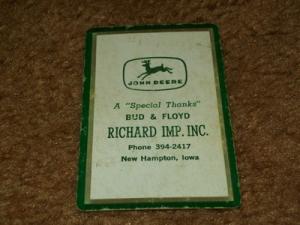 JOHN DEERE
A "Special Thanks"
BUD & FLOYD
RICHARD IMP. INC.
Phone 394-2417
New Hampton, Iowa